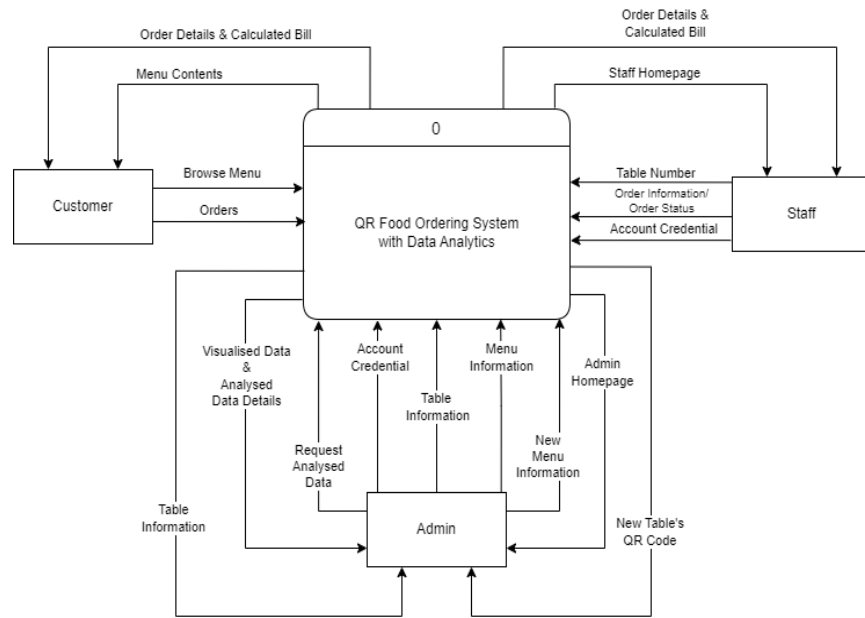 Order Details &
Calculated Bill
Order Details & Calculated Bill
Menu Contents
Staff Homepage
0
Browse Menu
Table Number
Customer
Orders
QR Food Ordering System
with Data Analytics
Order Information/
Order Status
Staff
Account Credential
Visualised Data
&
Analysed
Data Details
Account
Credential
Menu
Information
Admin
Homepage
Table
Information
Request
Analysed
Data
New
Menu
Information
Table
Information
Admin
New Table's
QR Code